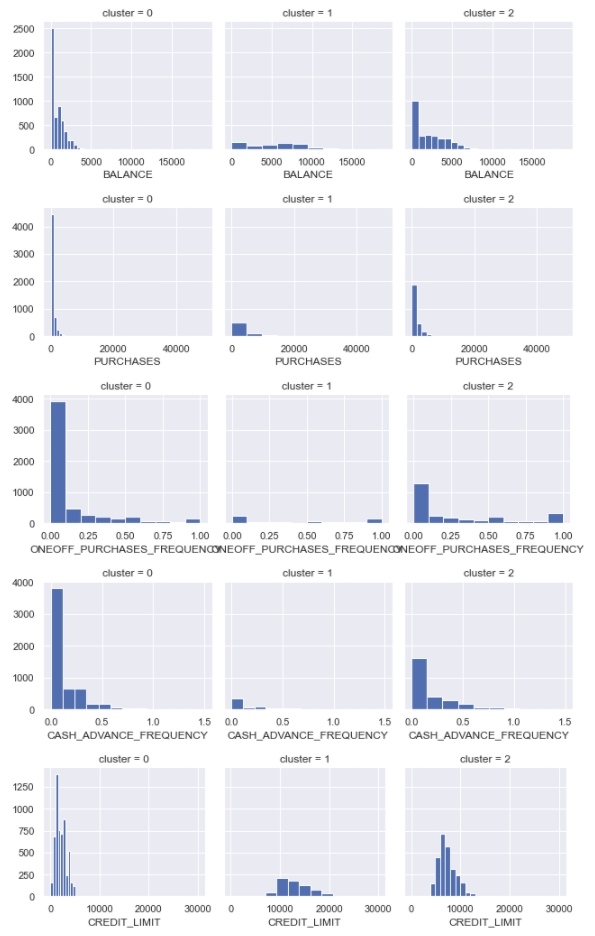 cluster = 0 cluster = 1 cluster = 2
2500
2000
1500
1000
500
0
0 5000 10000 15000 0 5000 10000 15000 0 5000 10000 15000
BALANCE BALANCE BALANCE
cluster = 0 cluster = 1 cluster = 2
4000
3000
2000
1000
0
0 20000 40000 0 20000 40000 0 20000 40000
PURCHASES PURCHASES PURCHASES
cluster = 0 cluster = 1 cluster = 2
4000
3000
2000
1000
0
0.00 0.25 0.50 0.75 1.00 0.00 0.25 0.50 0.75 1.00 0.00 0.25 0.50 0.75 1.00
ONEOFF_PURCHASES_FREQUENCY ONEOFF_PURCHASES_FREQUENCY ONEOFF_PURCHASES_FREQUENCY
cluster = 0 cluster = 1 cluster = 2
4000
3000
2000
1000
0
0.0 0.5 1.0 1.5 0.0 0.5 1.0 1.5 0.0 0.5 1.0 1.5
CASH_ADVANCE_FREQUENCY CASH_ADVANCE_FREQUENCY CASH_ADVANCE_FREQUENCY
cluster = 0 cluster = 1 cluster = 2
1250
1000
750
500
250
0
0 10000 20000 30000 0 10000 20000 30000 0 10000 20000 30000
CREDIT_LIMIT CREDIT_LIMIT CREDIT_LIMIT